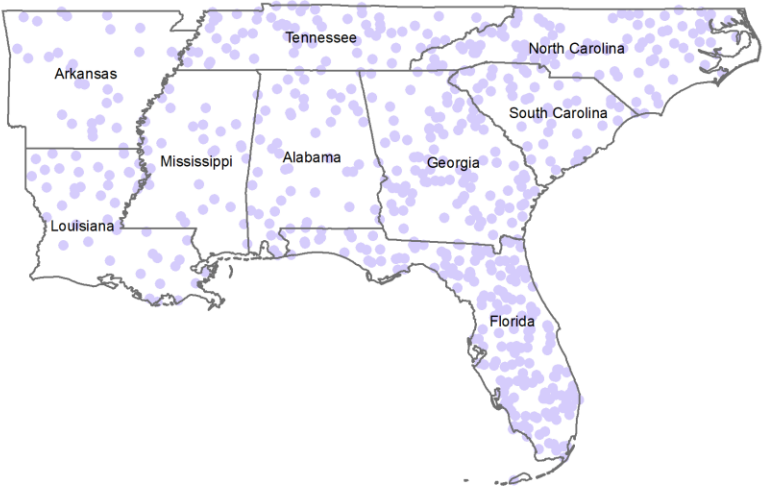 Tennessee
North Carolina
Arkansas
South Carolina
Mississippi
Alabama
Georgia
Louisiana
Florida